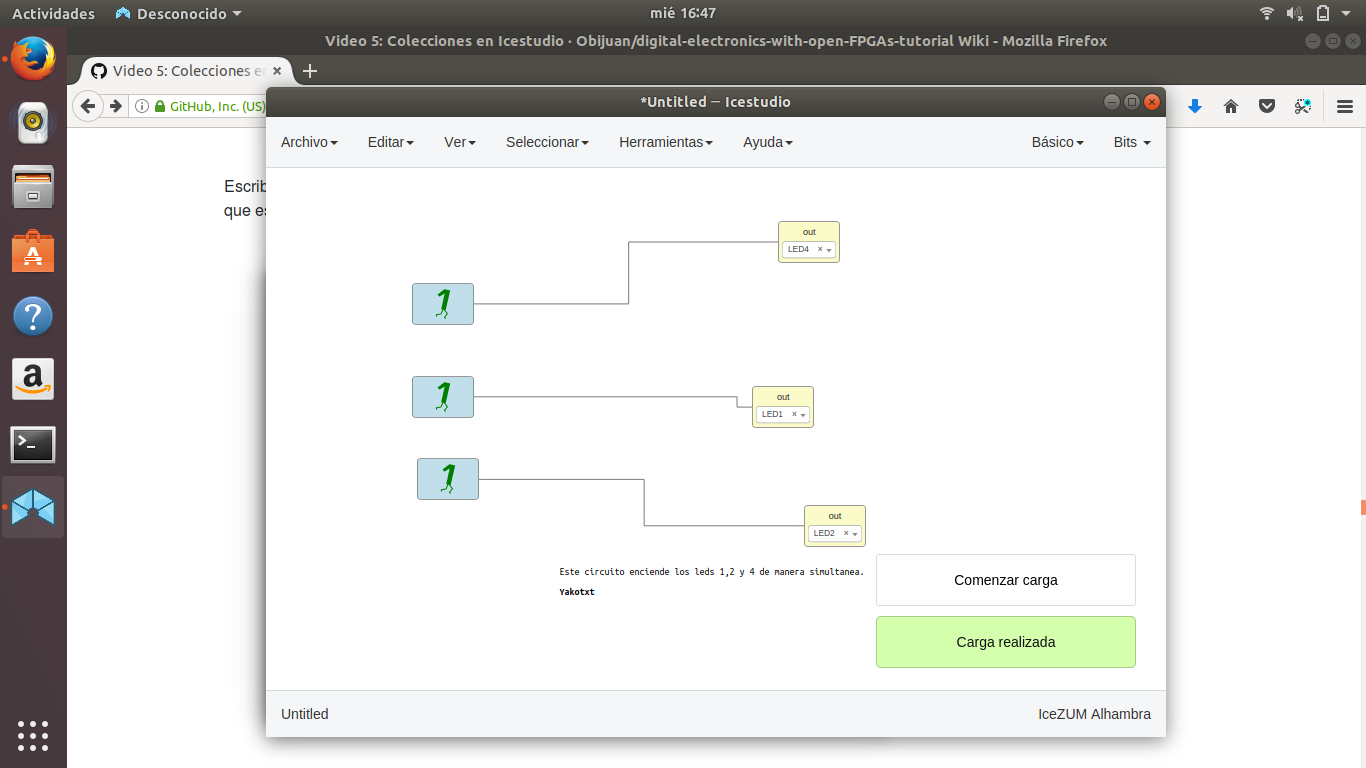 Actividades Desconocido mié 16:47
Video 5: Colecciones en Icestudio · Obijuan/digital-electronics-with-open-FPGAs-tutorial Wiki - Mozilla Firefox
Video 5: Colecciones e
GitHub, Inc. (US)
*Untitled – Icestudio
Archivo Editar Ver Seleccionar Herramientas Ayuda Básico Bits
Escrib
que es
out
LED4
1
1
out
LED1
1
out
LED2
Este circuito enciende los leds 1,2 y 4 de manera simultanea.
Yakotxt
Comenzar carga
Carga realizada
Untitled IceZUM Alhambra